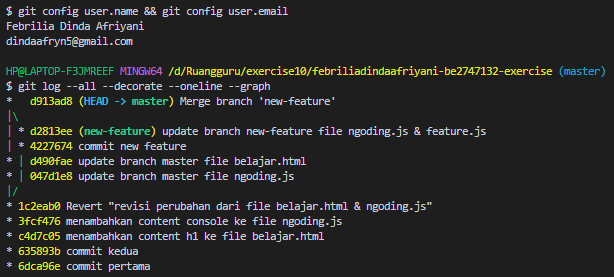 $ git config user.name && git config user.email
Febrilia Dinda Afriyani
dindaafryn5@gmail.com
HP@LAPTOP-F3JMREEF MINGW64 /d/Ruangguru/exercise10/febriliadindaafriyani-be2747132-exercise (master)
$ git log --all --decorate --oneline --graph
*   d913ad8 (HEAD -> master) Merge branch 'new-feature'
|\
| * d2813ee (new-feature) update branch new-feature file ngoding.js & feature.js
| * 4227674 commit new feature
* | d490fae update branch master file belajar.html
* | 047d1e8 update branch master file ngoding.js
|/
* 1c2eab0 Revert "revisi perubahan dari file belajar.html & ngoding.js"
* 3fcf476 menambahkan content console ke file ngoding.js
* c4d7c05 menambahkan content h1 ke file belajar.html
* 635893b commit kedua
* 6dca96e commit pertama